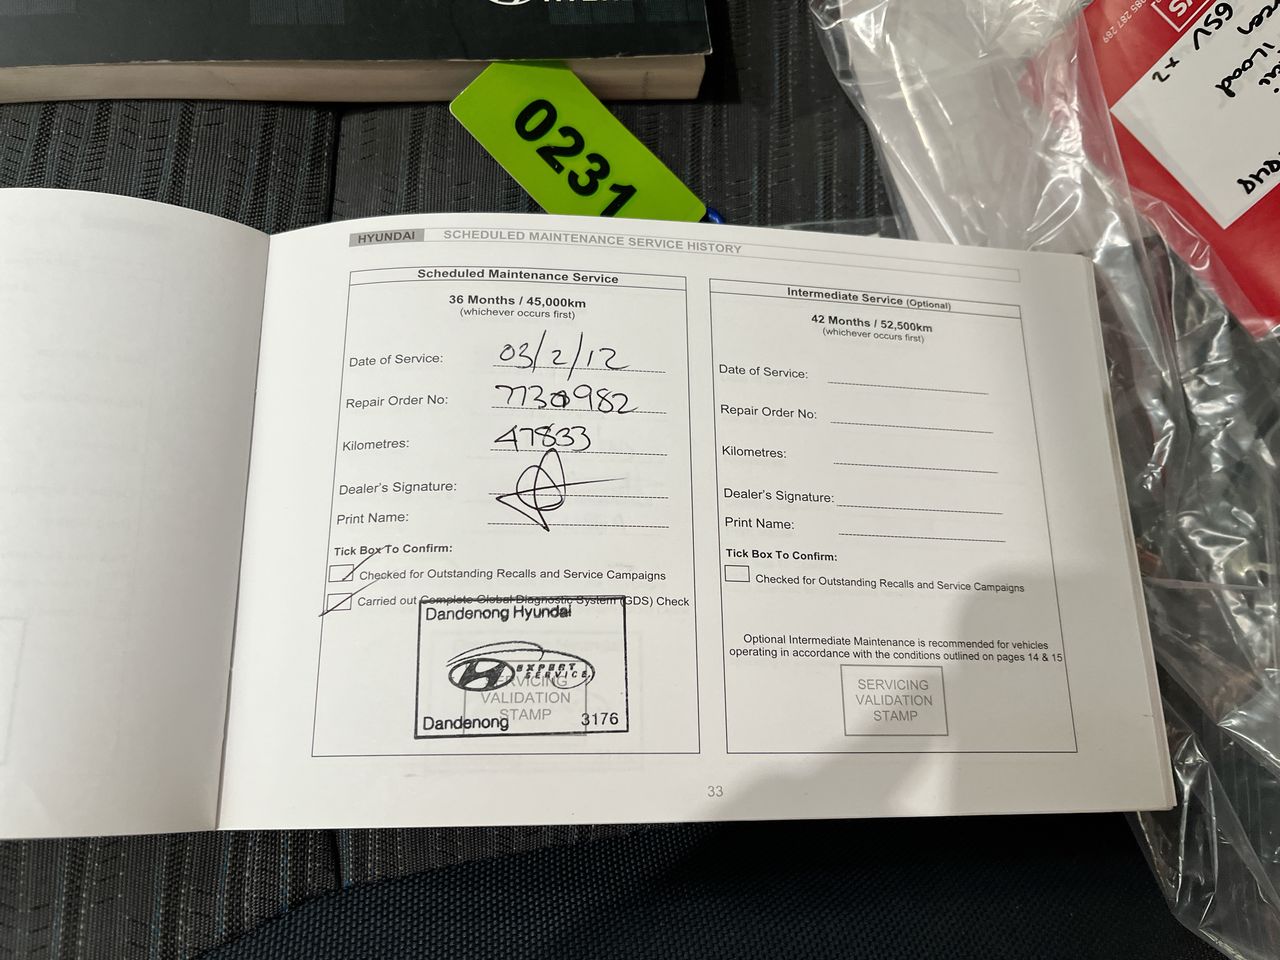 0231
2x
65V
iLoad
HYUNDAI SCHEDULED MAINTENANCE SERVICE HISTORY
Scheduled Maintenance Service
36 Months / 45,000km
(whichever occurs first)
Date of Service: 03/2/12
Repair Order No: 7730982
Kilometres: 47833
Dealer's Signature:
Print Name:
Tick Box To Confirm:
Checked for Outstanding Recalls and Service Campaigns
Carried out Complete Global Diagnostic System (GDS) Check
Dandenong Hyundai
EXPERT
SERVICE
SERVICING
VALIDATION
STAMP
Dandenong 3176
Intermediate Service (Optional)
42 Months / 52,500km
(whichever occurs first)
Date of Service:
Repair Order No:
Kilometres:
Dealer's Signature:
Print Name:
Tick Box To Confirm:
Checked for Outstanding Recalls and Service Campaigns
Optional Intermediate Maintenance is recommended for vehicles
operating in accordance with the conditions outlined on pages 14 & 15
SERVICING
VALIDATION
STAMP
33